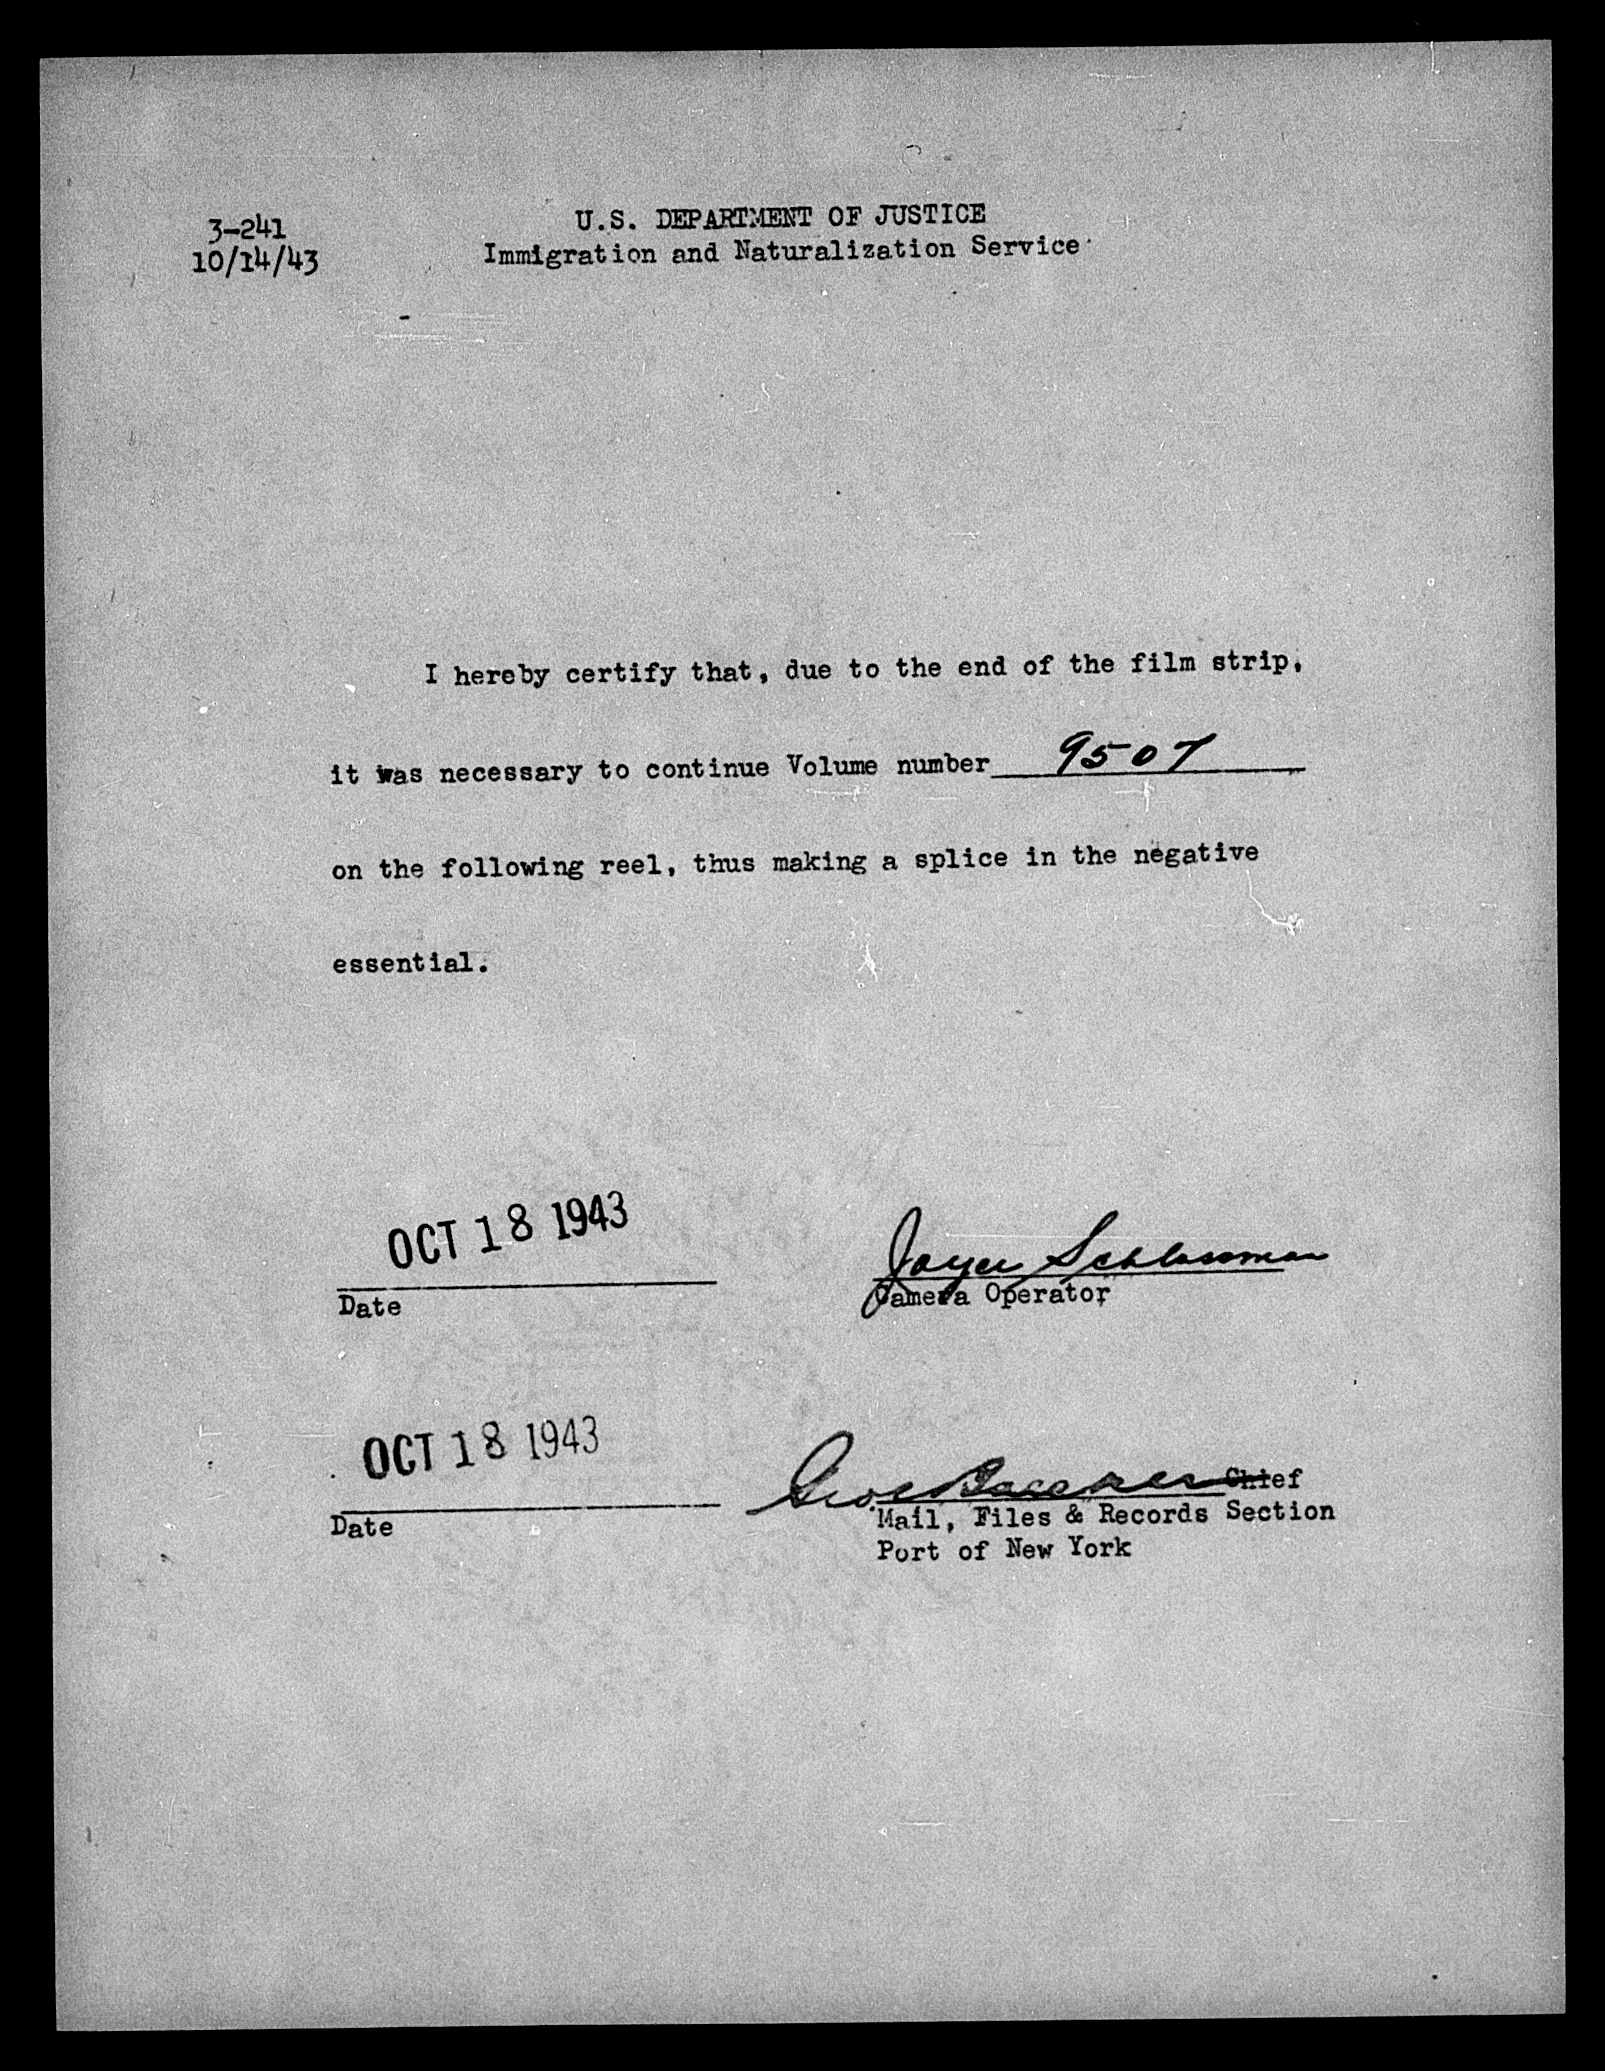 3-241
10/14/43
U.S. DEPARTMENT OF JUSTICE
Immigration and Naturalization Service
I hereby certify that, due to the end of the film strip,
it was necessary to continue Volume number 9507
on the following reel, thus making a splice in the negative
essential.
OCT 18 1943
Date
Joyce Schlossman
Camera Operator
OCT 18 1943
Date
Chief
Mail, Files & Records Section
Port of New York